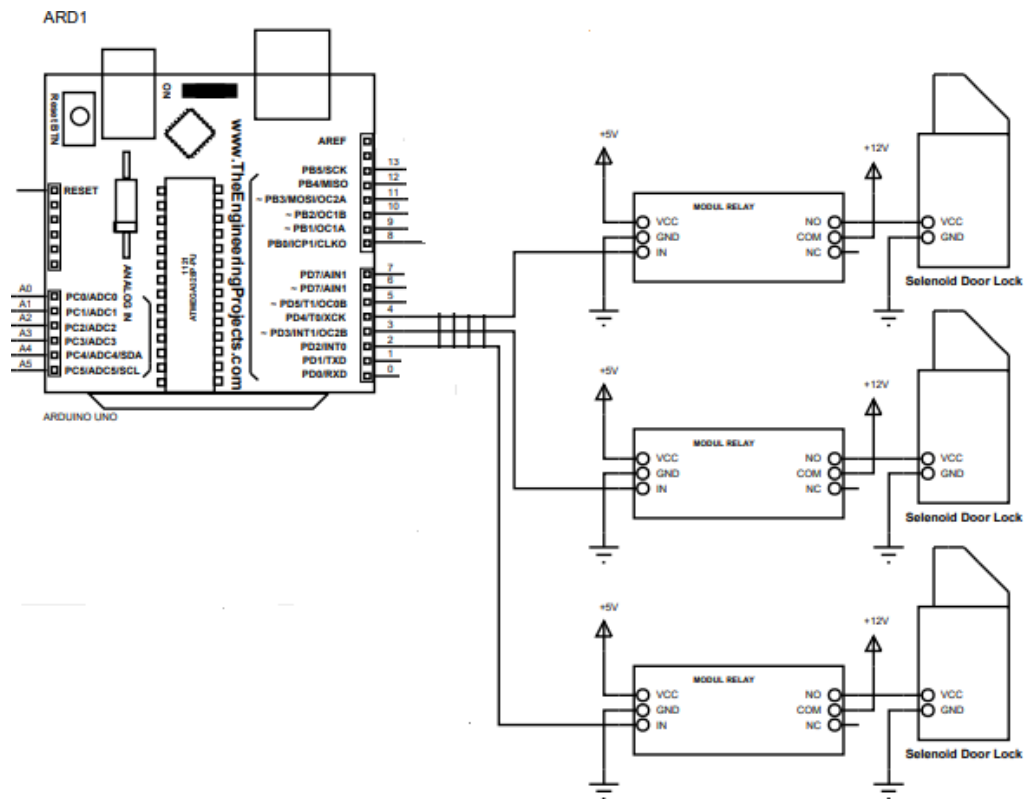 ARD1
Reset BTN
ON
www.TheEngineeringProjects.com
AREF
PB5/SCK
PB4/MISO
~ PB3/MOSI/OC2A
~ PB2/OC1B
~ PB1/OC1A
PB0/ICP1/CLKO
13
12
11
10
9
8
RESET
ANALOG IN
1121
ATMEGA328P-PU
PD7/AIN1
~ PD7/AIN1
~ PD5/T1/OC0B
PD4/T0/XCK
~ PD3/INT1/OC2B
PD2/INT0
PD1/TXD
PD0/RXD
7
6
5
4
3
2
1
0
A0
A1
A2
A3
A4
A5
PC0/ADC0
PC1/ADC1
PC2/ADC2
PC3/ADC3
PC4/ADC4/SDA
PC5/ADC5/SCL
ARDUINO UNO
+5V
+12V
MODUL RELAY
VCC
GND
IN
NO
COM
NC
VCC
GND
Selenoid Door Lock
+5V
+12V
MODUL RELAY
VCC
GND
IN
NO
COM
NC
VCC
GND
Selenoid Door Lock
+5V
+12V
MODUL RELAY
VCC
GND
IN
NO
COM
NC
VCC
GND
Selenoid Door Lock